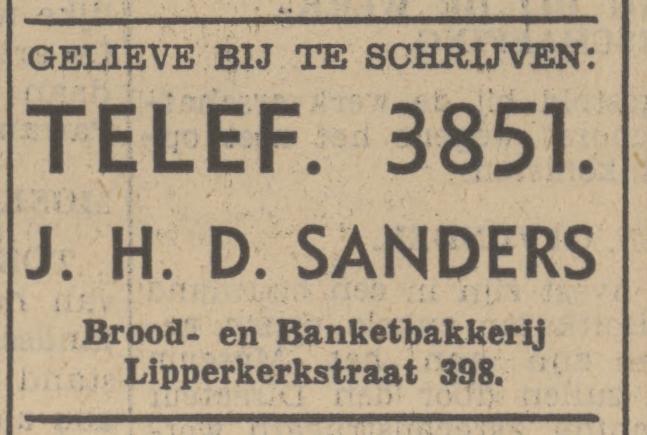 GELIEVE BIJ TE SCHRIJVEN:
TELEF. 3851.
J. H. D. SANDERS
Brood- en Banketbakkerij
Lipperkerkstraat 398.